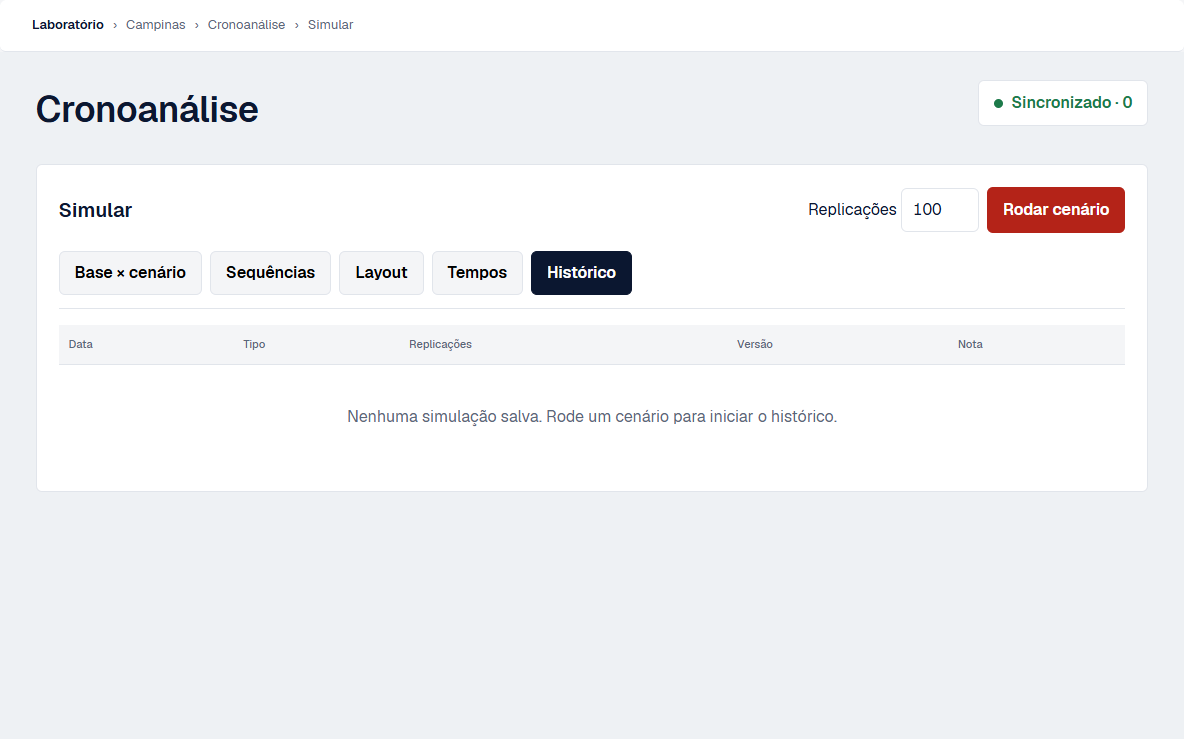 Laboratório › Campinas › Cronoanálise › Simular
Cronoanálise
Sincronizado · 0
Simular
Replicações 100 Rodar cenário
Base × cenário Sequências Layout Tempos Histórico
Data Tipo Replicações Versão Nota
Nenhuma simulação salva. Rode um cenário para iniciar o histórico.